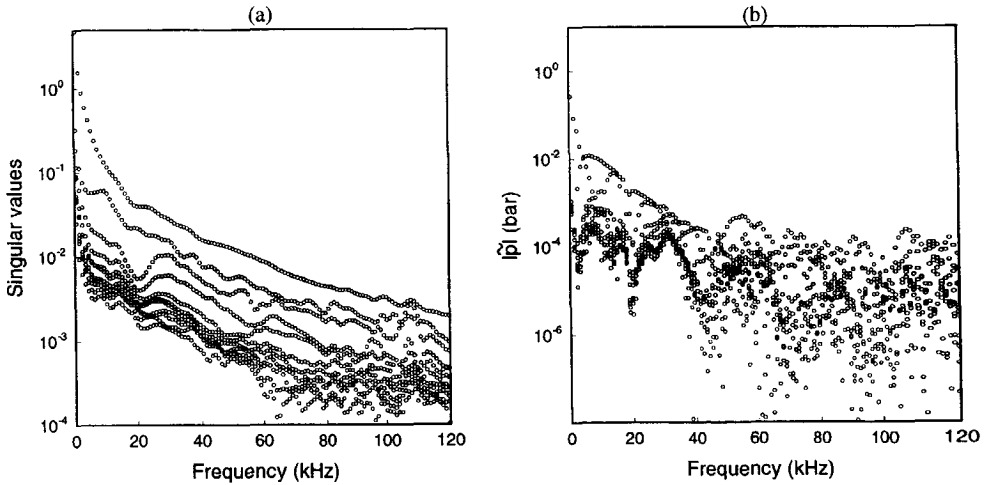 (a)
Singular values
10⁰
10⁻¹
10⁻²
10⁻³
10⁻⁴
0 20 40 60 80 100 120
Frequency (kHz)
(b)
|p̃| (bar)
10⁰
10⁻²
10⁻⁴
10⁻⁶
0 20 40 60 80 100 120
Frequency (kHz)